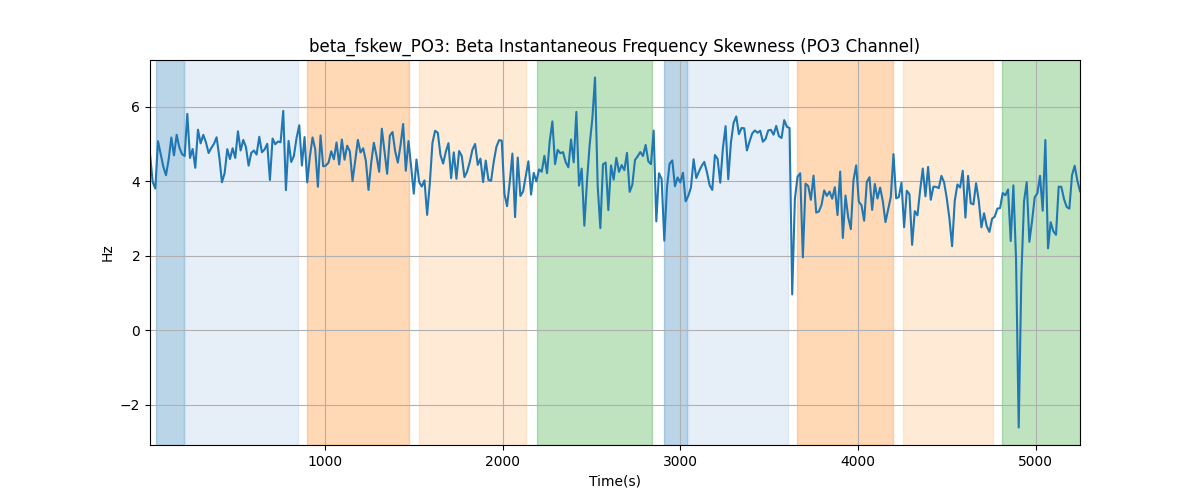 beta_fskew_PO3: Beta Instantaneous Frequency Skewness (PO3 Channel)
6
4
2
0
−2
Hz
1000 2000 3000 4000 5000
Time(s)